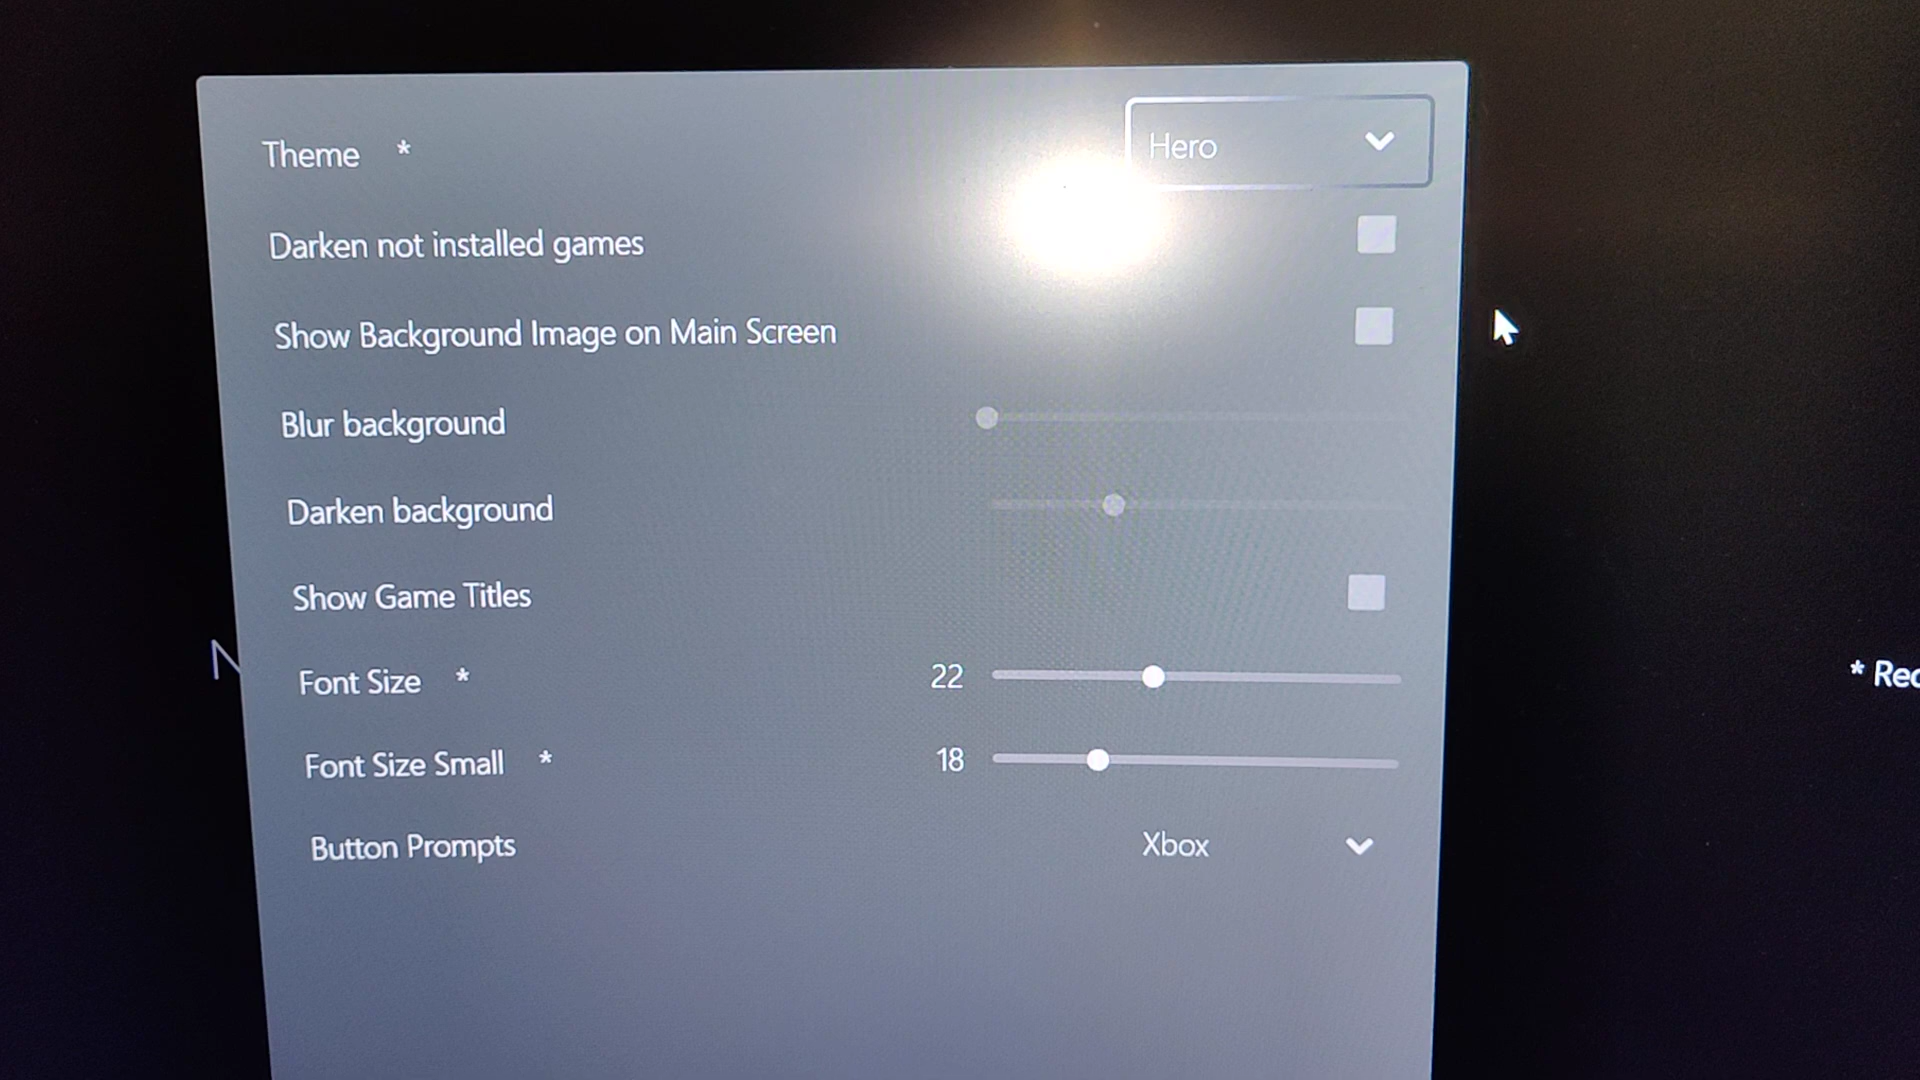 Theme *
Hero
Darken not installed games
Show Background Image on Main Screen
Blur background
Darken background
Show Game Titles
Font Size * 22
Font Size Small * 18
Button Prompts Xbox
N
*